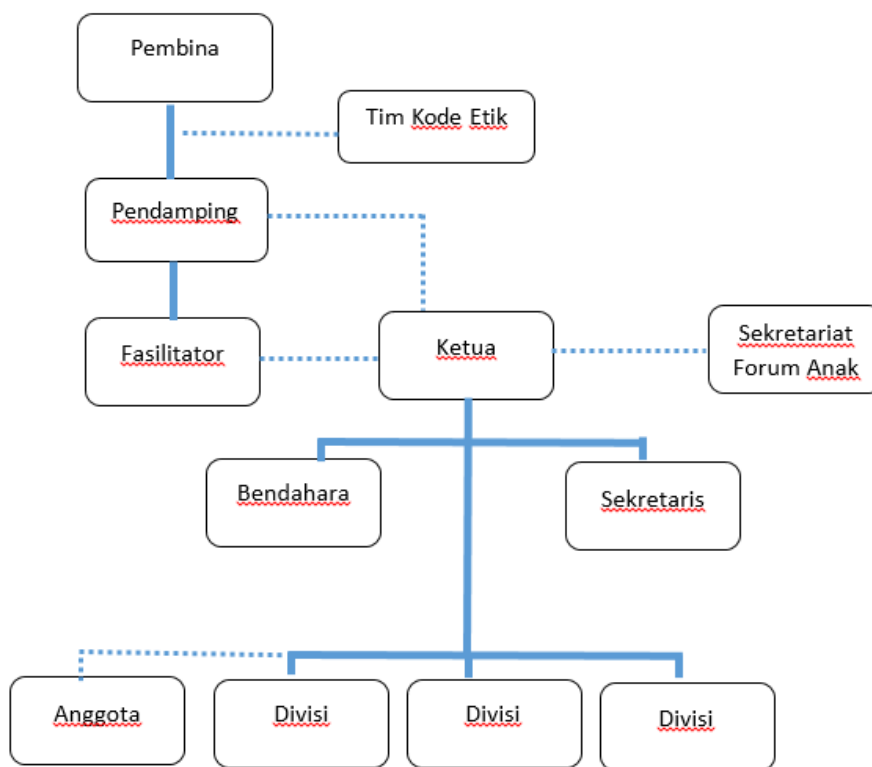 Pembina
Tim Kode Etik
Pendamping
Fasilitator
Ketua
Sekretariat
Forum Anak
Bendahara
Sekretaris
Anggota
Divisi
Divisi
Divisi